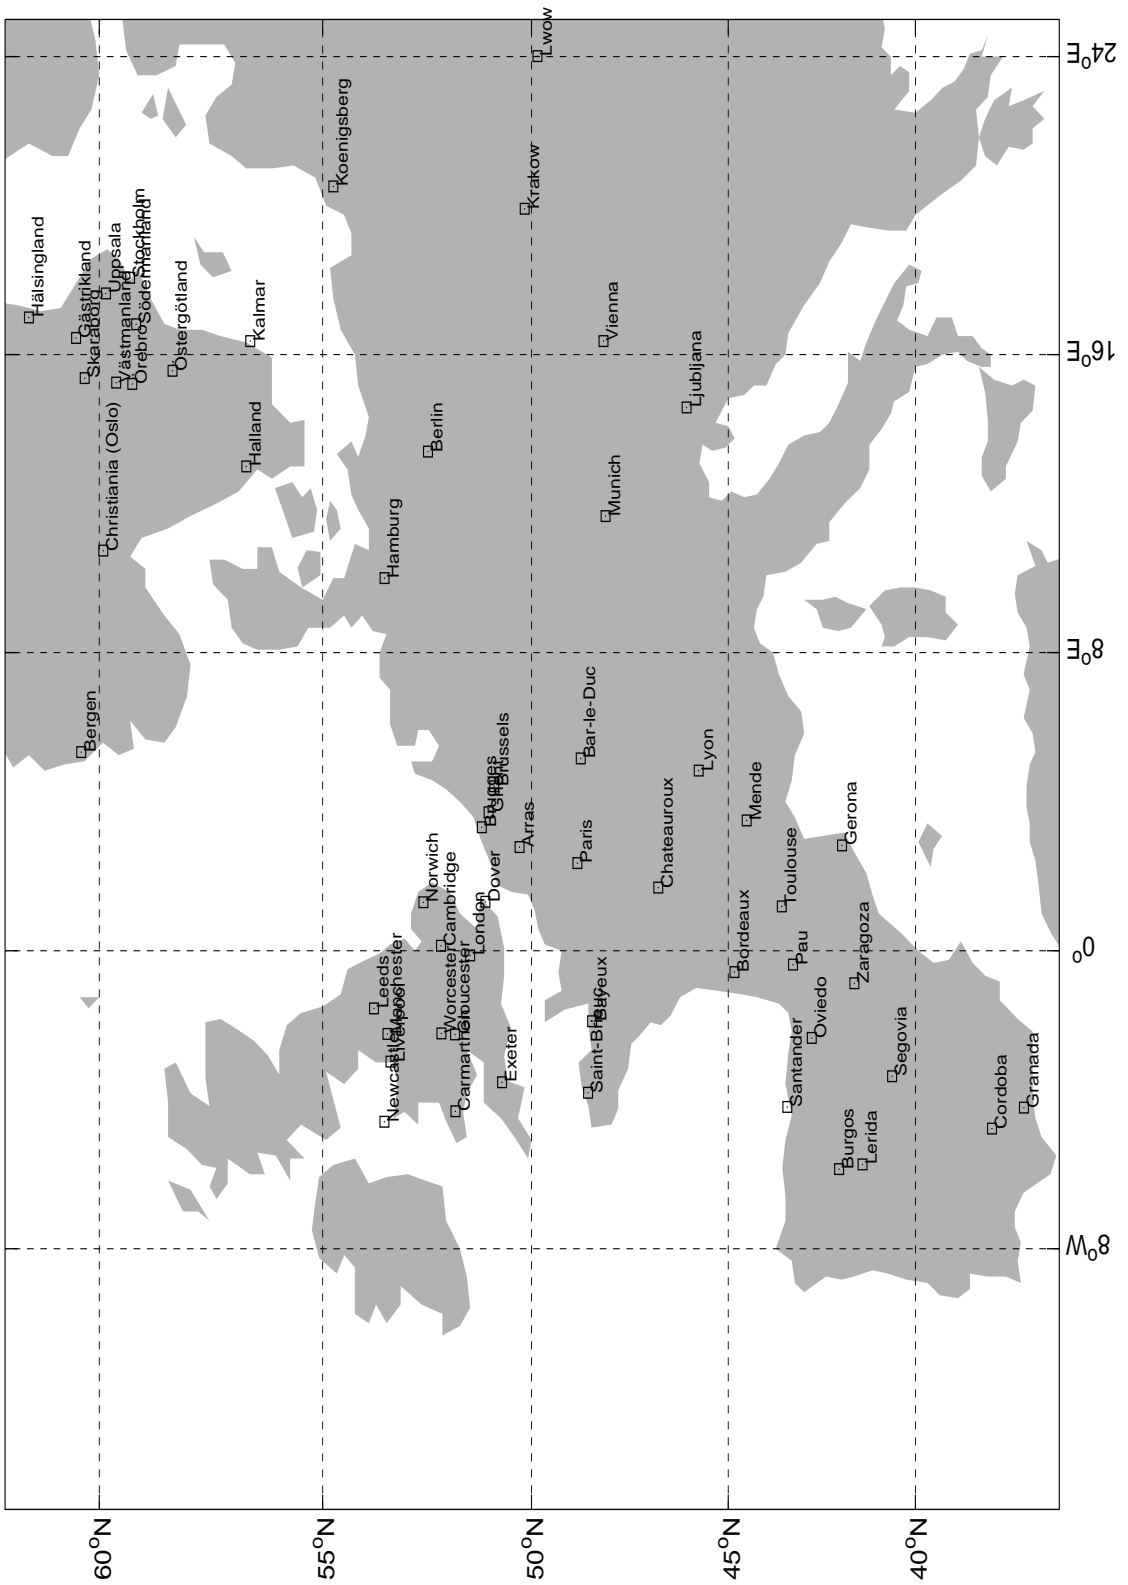 Hälsingland
Gästrikland
Skaraborg
Uppsala
Stockholm
Västmanland
Södermanland
Örebro
Östergötland
Kalmar
Halland
Christiania (Oslo)
Bergen
Koenigsberg
Lwow
Krakow
Vienna
Ljubljana
Berlin
Munich
Hamburg
Bar-le-Duc
Lyon
Mende
Brussels
Ghent
Bruges
Arras
Paris
Chateauroux
Gerona
Toulouse
Norwich
Cambridge
Dover
London
Bordeaux
Pau
Zaragoza
Leeds
Manchester
Liverpool
Newcastle
Worcester
Gloucester
Carmarthen
Exeter
Bayeux
Saint-Brieuc
Oviedo
Santander
Segovia
Burgos
Lerida
Cordoba
Granada
24°E
16°E
8°E
0°
8°W
60°N
55°N
50°N
45°N
40°N